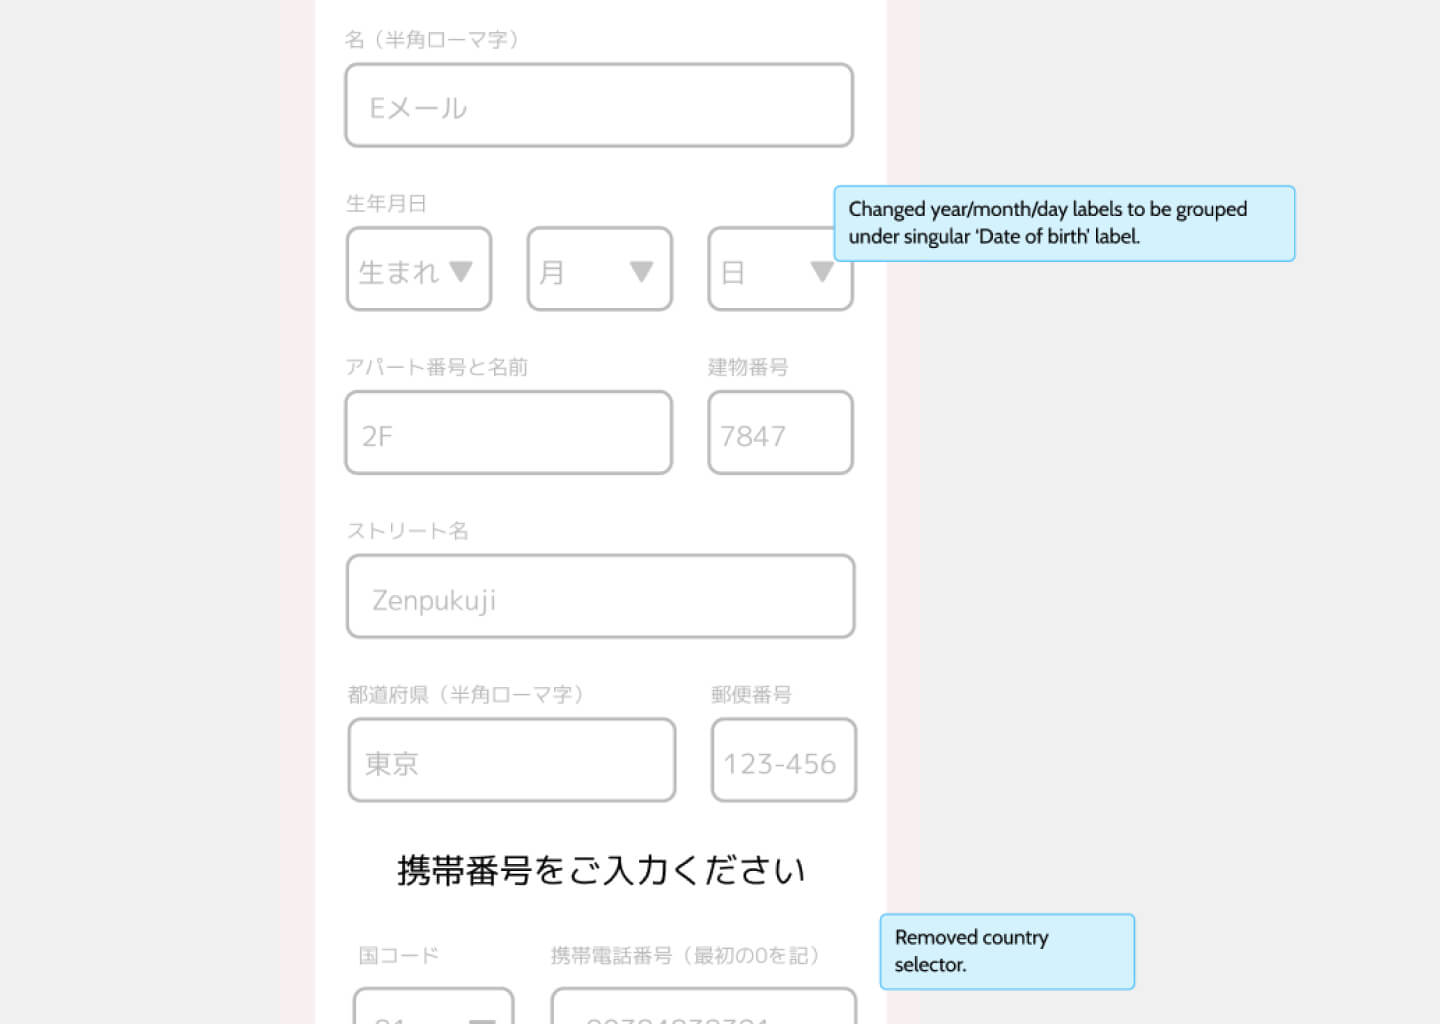 名（半角ローマ字）
Eメール
生年月日
生まれ
月
日
Changed year/month/day labels to be grouped
under singular ‘Date of birth’ label.
アパート番号と名前
建物番号
2F
7847
ストリート名
Zenpukuji
都道府県（半角ローマ字）
郵便番号
東京
123-456
携帯番号をご入力ください
Removed country
selector.
国コード
携帯電話番号（最初の0を記）